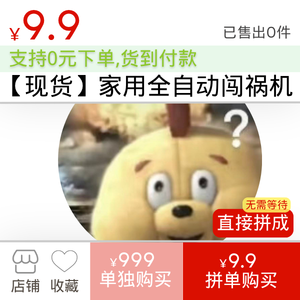 ¥9.9 已售出0件
支持0元下单,货到付款
【现货】家用全自动闯祸机
?
无需等待
直接拼成
¥999 ¥9.9
店铺 收藏 单独购买 拼单购买